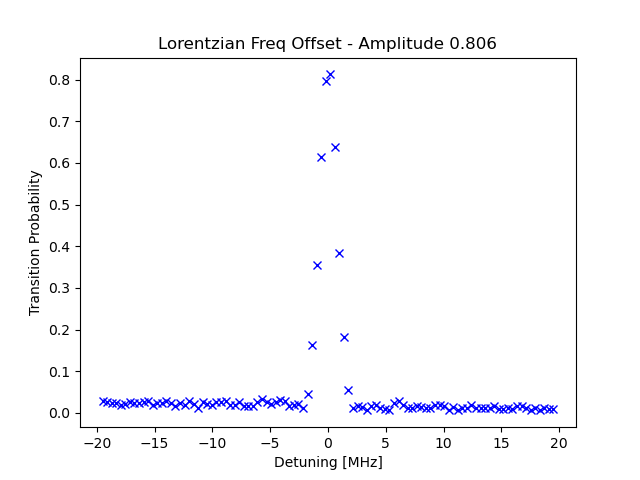 Lorentzian Freq Offset - Amplitude 0.806
Transition Probability
0.8
0.7
0.6
0.5
0.4
0.3
0.2
0.1
0.0
−20 −15 −10 −5 0 5 10 15 20
Detuning [MHz]